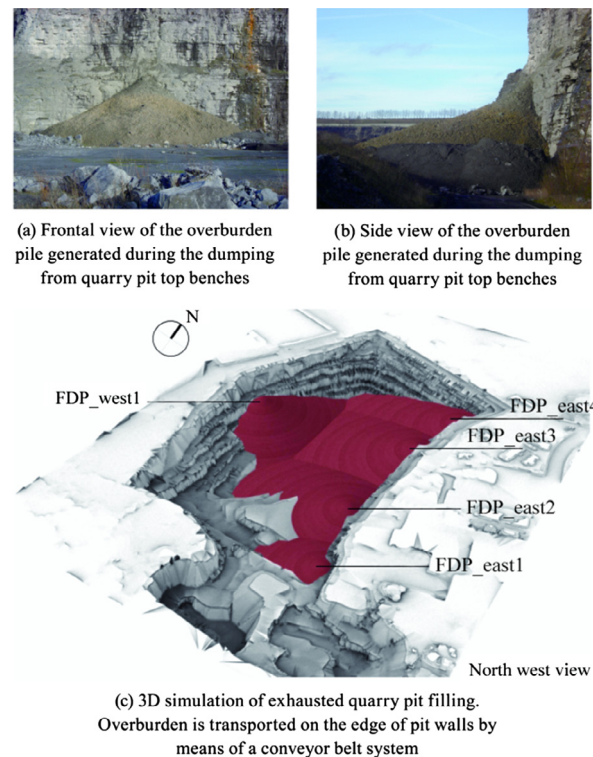 (a) Frontal view of the overburden
pile generated during the dumping
from quarry pit top benches
(b) Side view of the overburden
pile generated during the dumping
from quarry pit top benches
N
FDP_west1
FDP_east4
FDP_east3
FDP_east2
FDP_east1
North west view
(c) 3D simulation of exhausted quarry pit filling.
Overburden is transported on the edge of pit walls by
means of a conveyor belt system